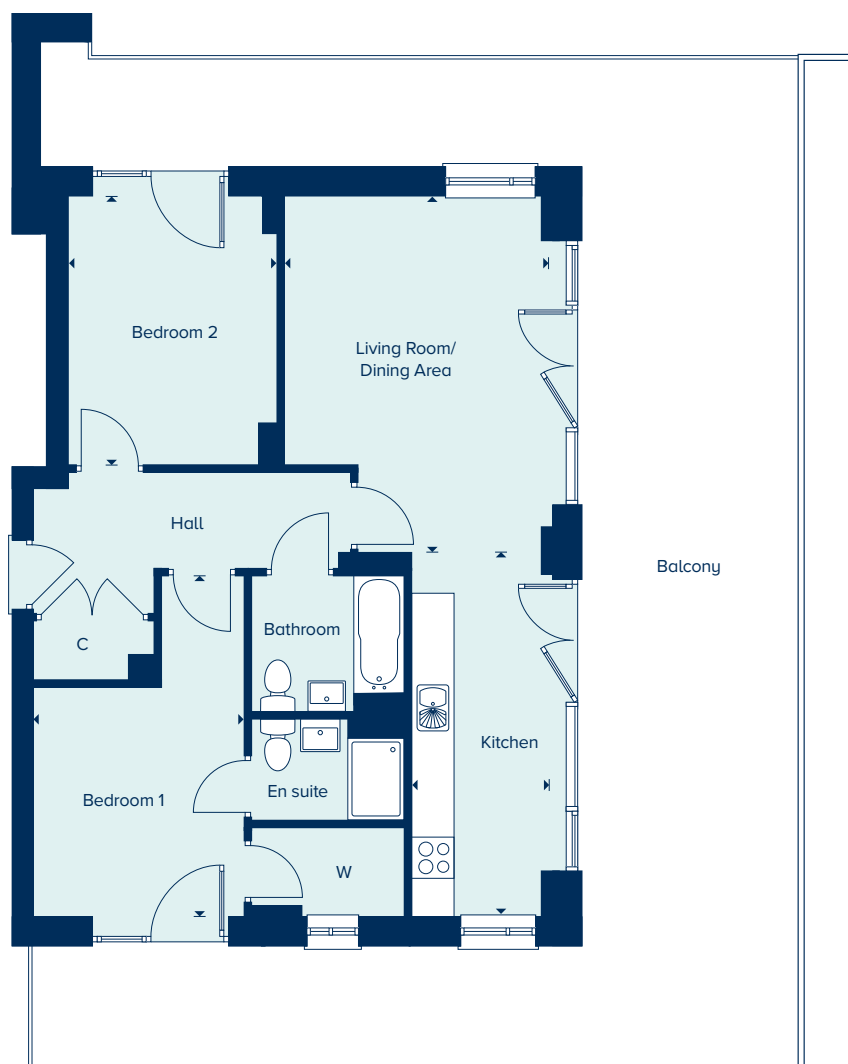 Bedroom 2
Living Room/
Dining Area
Hall
Balcony
Bathroom
C
Kitchen
En suite
Bedroom 1
W